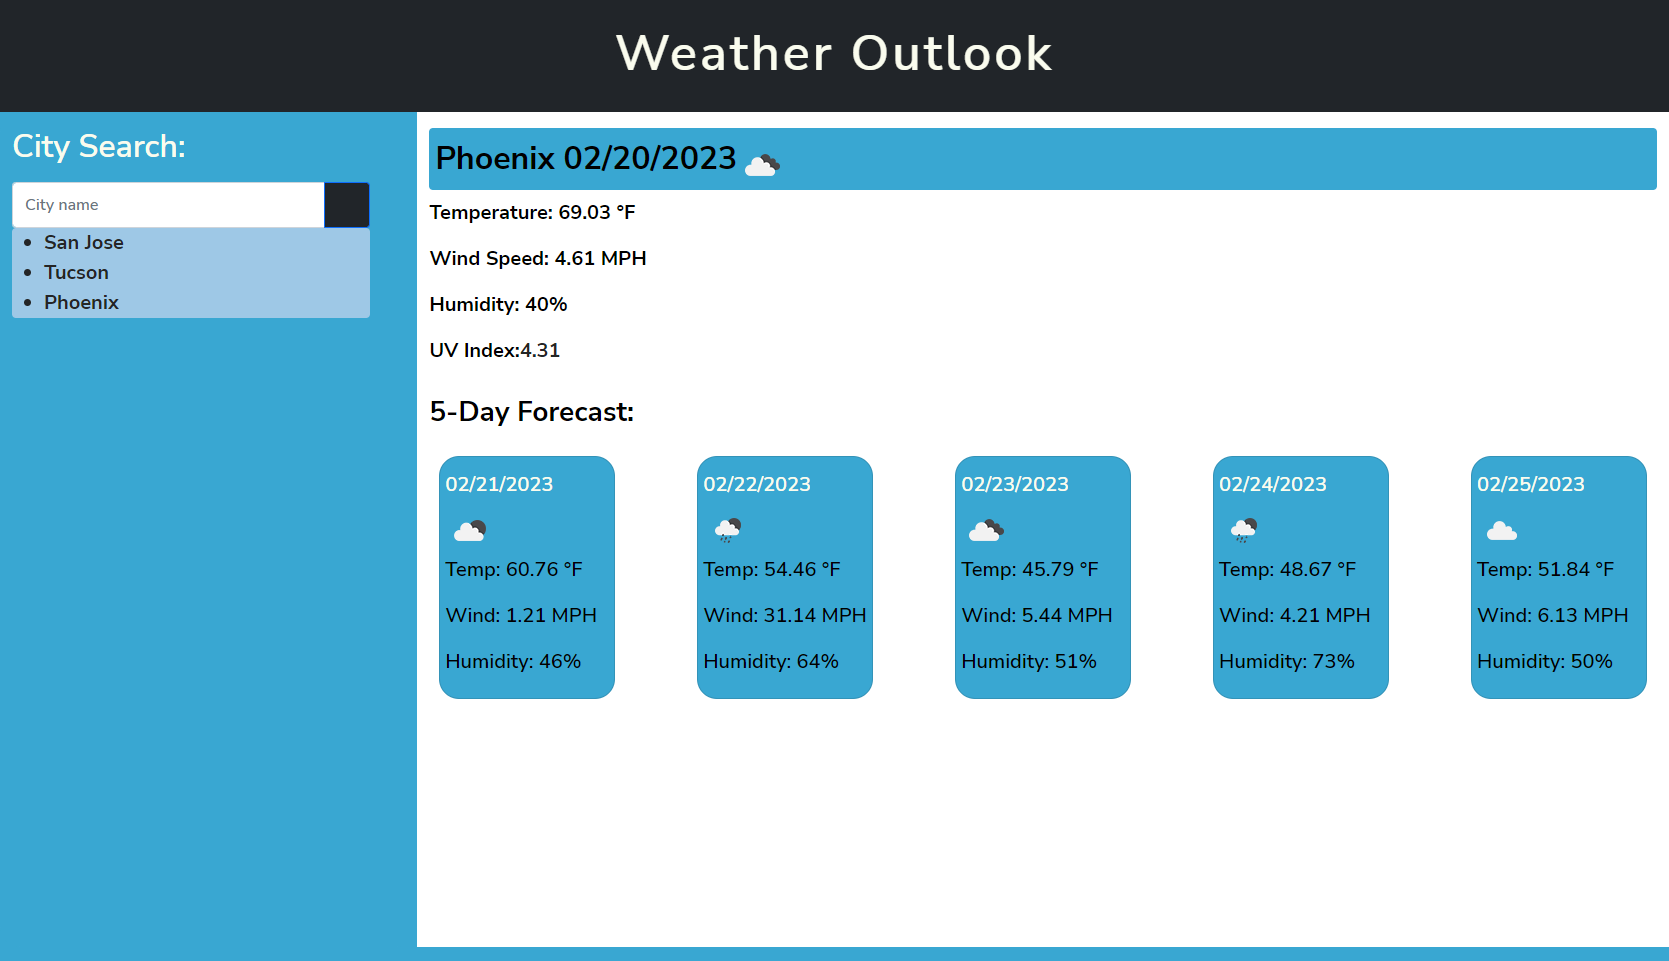 Weather Outlook
City Search:
City name
San Jose
Tucson
Phoenix
Phoenix 02/20/2023
Temperature: 69.03 °F
Wind Speed: 4.61 MPH
Humidity: 40%
UV Index:4.31
5-Day Forecast:
02/21/2023
Temp: 60.76 °F
Wind: 1.21 MPH
Humidity: 46%
02/22/2023
Temp: 54.46 °F
Wind: 31.14 MPH
Humidity: 64%
02/23/2023
Temp: 45.79 °F
Wind: 5.44 MPH
Humidity: 51%
02/24/2023
Temp: 48.67 °F
Wind: 4.21 MPH
Humidity: 73%
02/25/2023
Temp: 51.84 °F
Wind: 6.13 MPH
Humidity: 50%